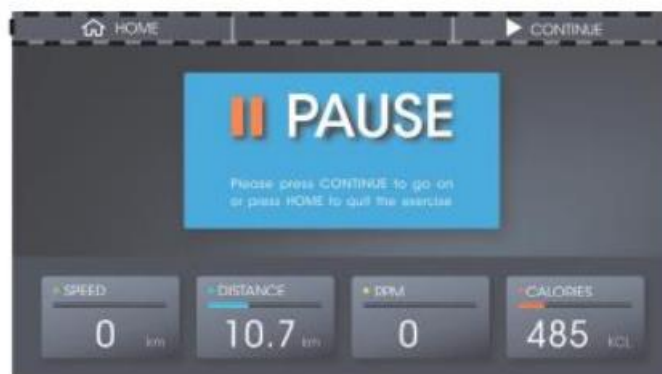 HOME
CONTINUE
PAUSE
Please press CONTINUE to go on
or press HOME to quit the exercise
SPEED
DISTANCE
RPM
CALORIES
0 km
10.7 km
0
485 KCL